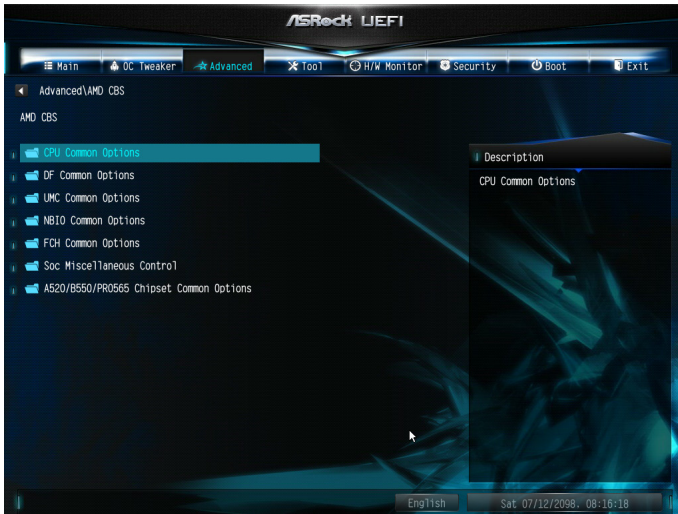 ASRock UEFI
Main OC Tweaker Advanced Tool H/W Monitor Security Boot Exit
Advanced\AMD CBS
AMD CBS
CPU Common Options
DF Common Options
UMC Common Options
NBIO Common Options
FCH Common Options
Soc Miscellaneous Control
A520/B550/PRO565 Chipset Common Options
Description
CPU Common Options
English Sat 07/12/2098. 08:16:18